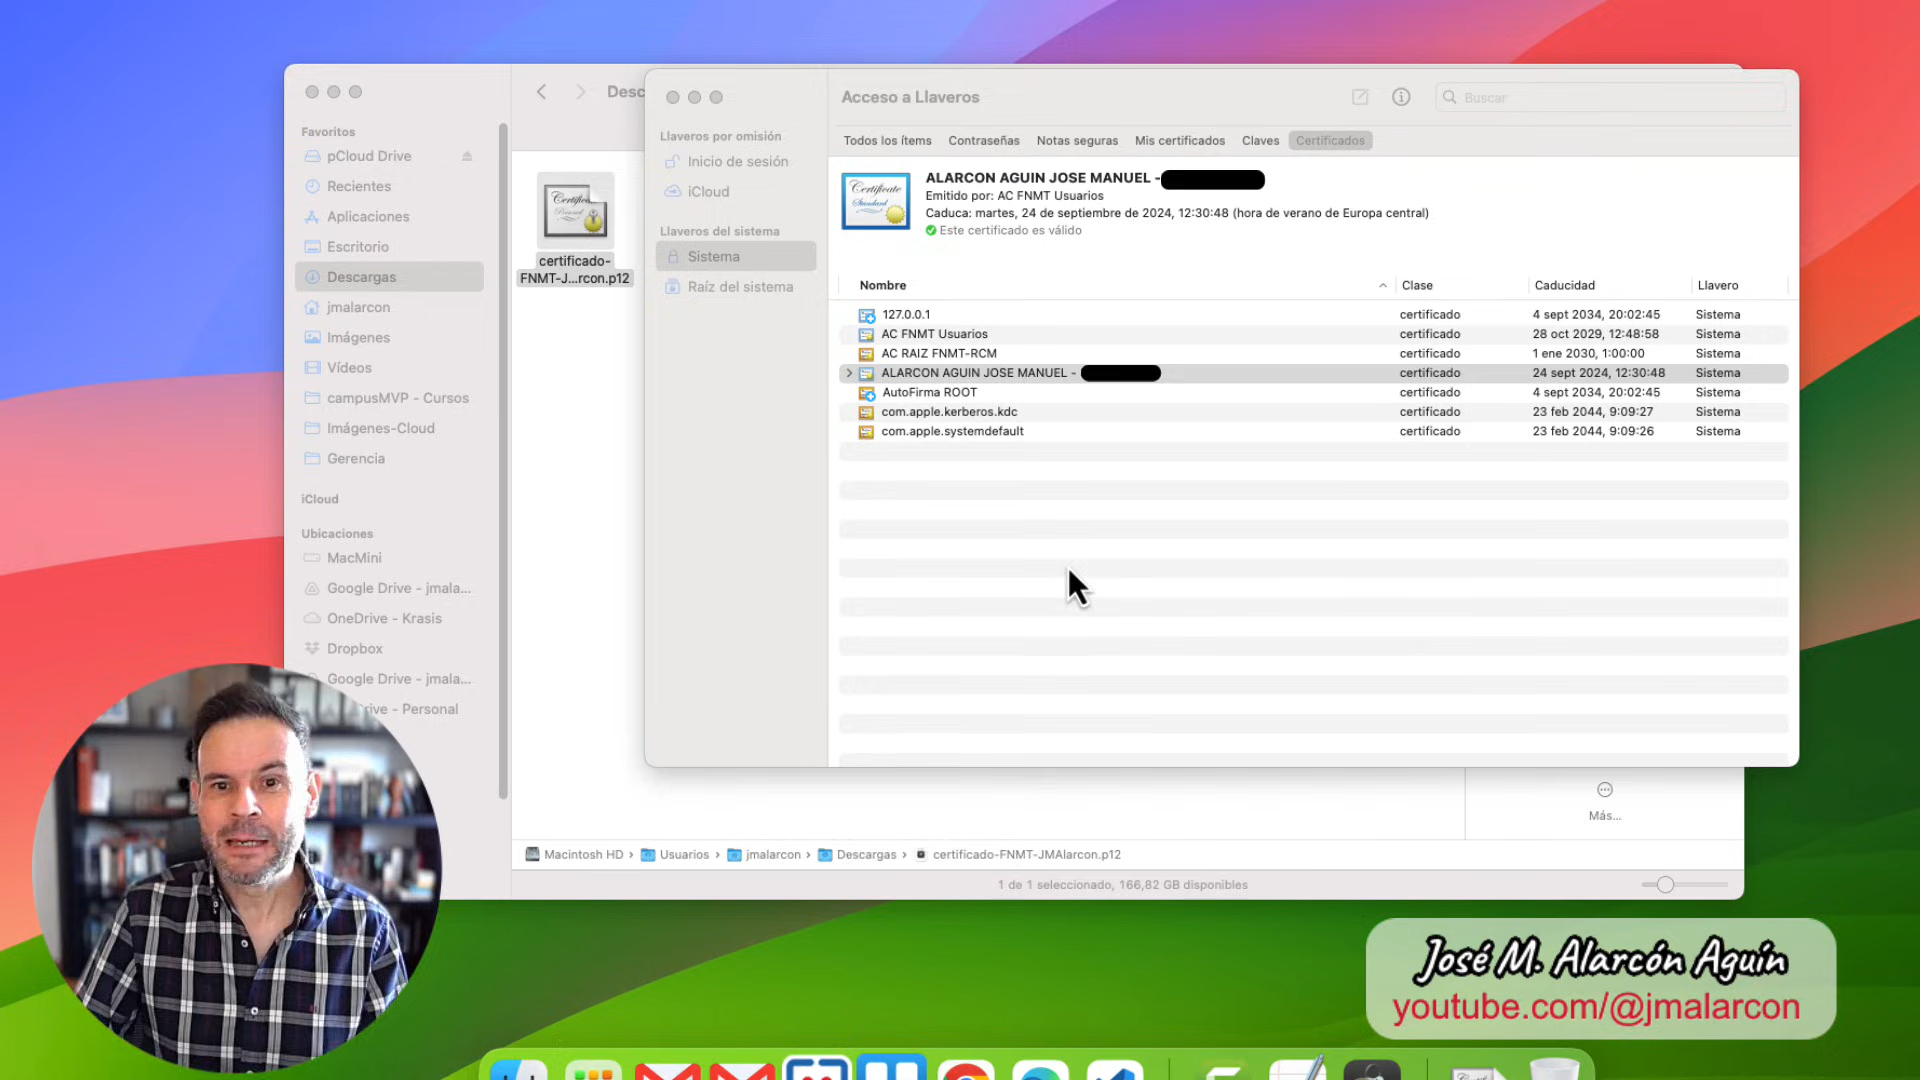 Favoritos
pCloud Drive
Recientes
Aplicaciones
Escritorio
Descargas
jmalarcon
Imágenes
Vídeos
campusMVP - Cursos
Imágenes-Cloud
Gerencia
iCloud
Ubicaciones
MacMini
Google Drive - jmala...
OneDrive - Krasis
Dropbox
Google Drive - jmala...
rive - Personal
Desc
certificado-
FNMT-J...rcon.p12
Llaveros por omisión
Inicio de sesión
iCloud
Llaveros del sistema
Sistema
Raíz del sistema
Acceso a Llaveros
Buscar
Todos los ítems Contraseñas Notas seguras Mis certificados Claves Certificados
ALARCON AGUIN JOSE MANUEL -
Emitido por: AC FNMT Usuarios
Caduca: martes, 24 de septiembre de 2024, 12:30:48 (hora de verano de Europa central)
Este certificado es válido
Nombre Clase Caducidad Llavero
127.0.0.1 certificado 4 sept 2034, 20:02:45 Sistema
AC FNMT Usuarios certificado 28 oct 2029, 12:48:58 Sistema
AC RAIZ FNMT-RCM certificado 1 ene 2030, 1:00:00 Sistema
ALARCON AGUIN JOSE MANUEL - certificado 24 sept 2024, 12:30:48 Sistema
AutoFirma ROOT certificado 4 sept 2034, 20:02:45 Sistema
com.apple.kerberos.kdc certificado 23 feb 2044, 9:09:27 Sistema
com.apple.systemdefault certificado 23 feb 2044, 9:09:26 Sistema
Más...
Macintosh HD › Usuarios › jmalarcon › Descargas › certificado-FNMT-JMAlarcon.p12
1 de 1 seleccionado, 166,82 GB disponibles
José M. Alarcón Aguín
youtube.com/@jmalarcon